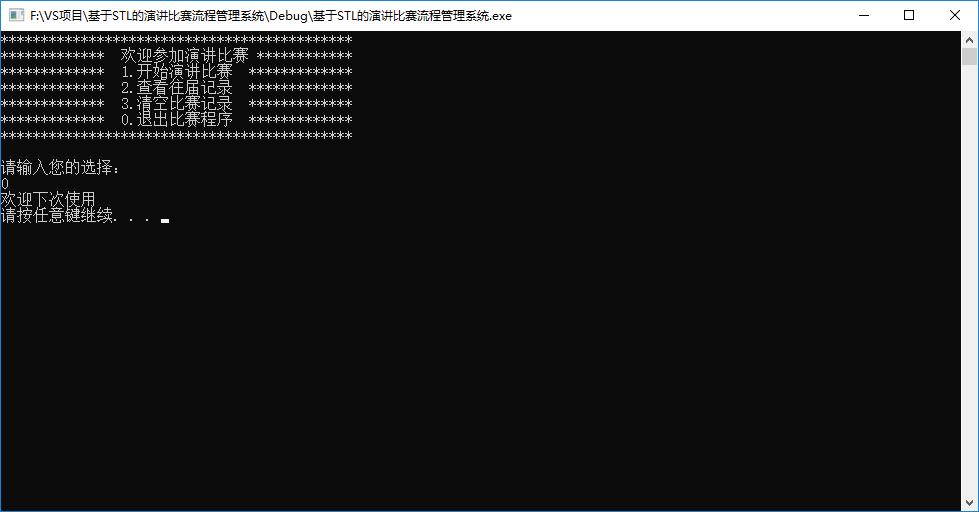 F:\VS项目\基于STL的演讲比赛流程管理系统\Debug\基于STL的演讲比赛流程管理系统.exe
********************************************
************* 欢迎参加演讲比赛 ************
************* 1.开始演讲比赛 *************
************* 2.查看往届记录 *************
************* 3.清空比赛记录 *************
************* 0.退出比赛程序 *************
********************************************
请输入您的选择：
0
欢迎下次使用
请按任意键继续. . .